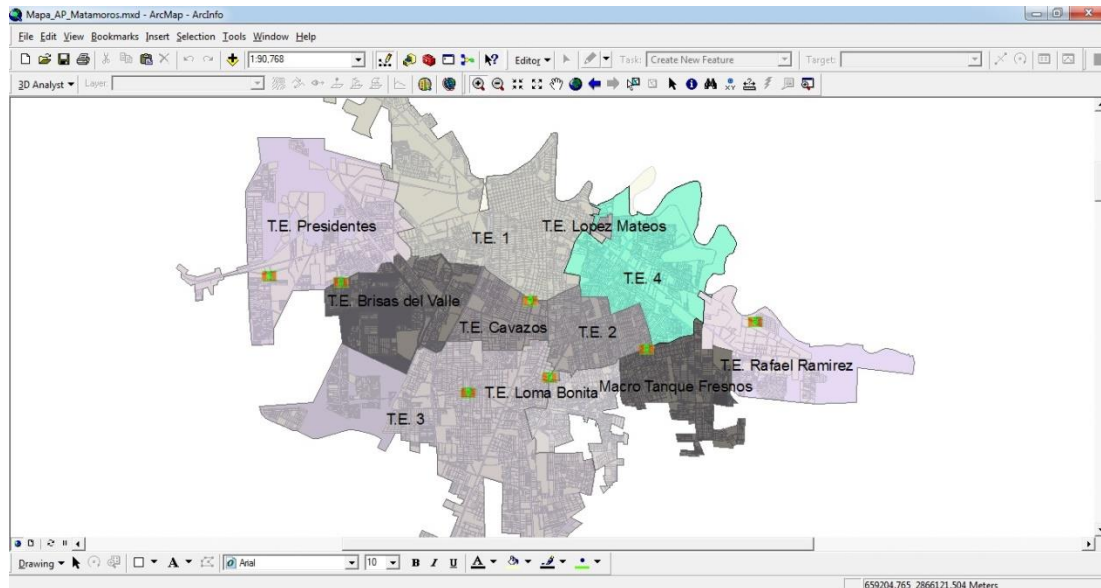 Mapa_AP_Matamoros.mxd - ArcMap - ArcInfo
File Edit View Bookmarks Insert Selection Tools Window Help
1:90,768 Editor Task: Create New Feature Target:
3D Analyst Layer:
T.E. Presidentes
T.E. Lopez Mateos
T.E. 1
T.E. 4
T.E. Brisas del Valle
T.E. Cavazos
T.E. 2
T.E. Rafael Ramirez
Macro Tanque Fresnos
T.E. Loma Bonita
T.E. 3
Drawing A Arial 10 B I U A
659204.765 2866121.504 Meters